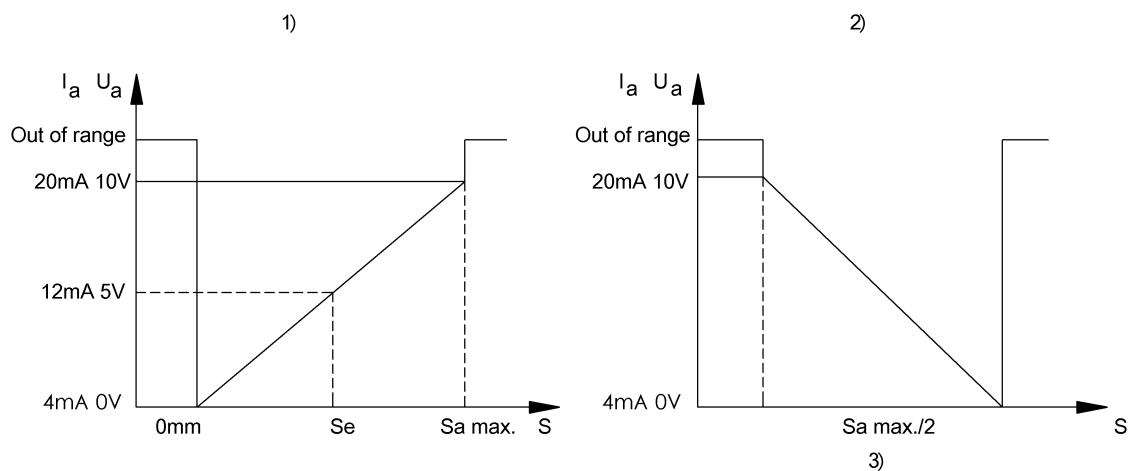 1)
I a U a
Out of range
20mA 10V
12mA 5V
4mA 0V
0mm Se Sa max. S
2)
I a U a
Out of range
20mA 10V
4mA 0V
Sa max./2 S
3)